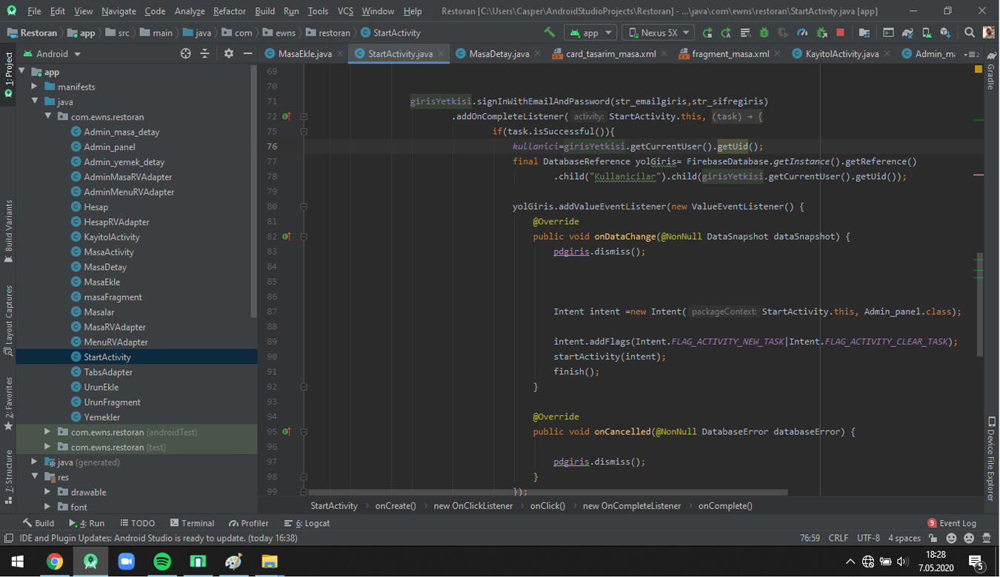 File Edit View Navigate Code Analyze Refactor Build Run Tools VCS Window Help Restoran [C:\Users\Casper\AndroidStudioProjects\Restoran] - ...\java\com\ewns\restoran\StartActivity.java [app]
Restoran app src main java com ewns restoran StartActivity app Nexus 5X
Android MasaEkle.java StartActivity.java MasaDetay.java card_tasarim_masa.xml fragment_masa.xml KayitolActivity.java Admin_ma 2
1: Project
Build Variants
Layout Captures
2: Favorites
7: Structure
app
manifests
java
com.ewns.restoran
Admin_masa_detay
Admin_panel
Admin_yemek_detay
AdminMasaRVAdapter
AdminMenuRVAdapter
Hesap
HesapRVAdapter
KayitolActivity
MasaActivity
MasaDetay
MasaEkle
masaFragment
Masalar
MasaRVAdapter
MenuRVAdapter
StartActivity
TabsAdapter
UrunEkle
UrunFragment
Yemekler
com.ewns.restoran (androidTest)
com.ewns.restoran (test)
java (generated)
res
drawable
font
69
70
71 girisYetkisi.signInWithEmailAndPassword(str_emailgiris,str_sifregiris)
72 .addOnCompleteListener( activity: StartActivity.this, (task) → {
75 if(task.isSuccessful()){
76 kullanici=girisYetkisi.getCurrentUser().getUid();
77 final DatabaseReference yolGiris= FirebaseDatabase.getInstance().getReference()
78 .child("Kullanicilar").child(girisYetkisi.getCurrentUser().getUid());
79
80 yolGiris.addValueEventListener(new ValueEventListener() {
81 @Override
82 public void onDataChange(@NonNull DataSnapshot dataSnapshot) {
83 pdgiris.dismiss();
84
85
86
87 Intent intent =new Intent( packageContext: StartActivity.this, Admin_panel.class);
88
89 intent.addFlags(Intent.FLAG_ACTIVITY_NEW_TASK|Intent.FLAG_ACTIVITY_CLEAR_TASK);
90 startActivity(intent);
91 finish();
92 }
93
94 @Override
95 public void onCancelled(@NonNull DatabaseError databaseError) {
96
97 pdgiris.dismiss();
98 }
99 });
Gradle
Device File Explorer
StartActivity › onCreate() › new OnClickListener › onClick() › new OnCompleteListener › onComplete()
Build 4: Run TODO Terminal Profiler 6: Logcat 9 Event Log
IDE and Plugin Updates: Android Studio is ready to update. (today 16:38) 76:59 CRLF UTF-8 4 spaces
18:28
7.05.2020
5